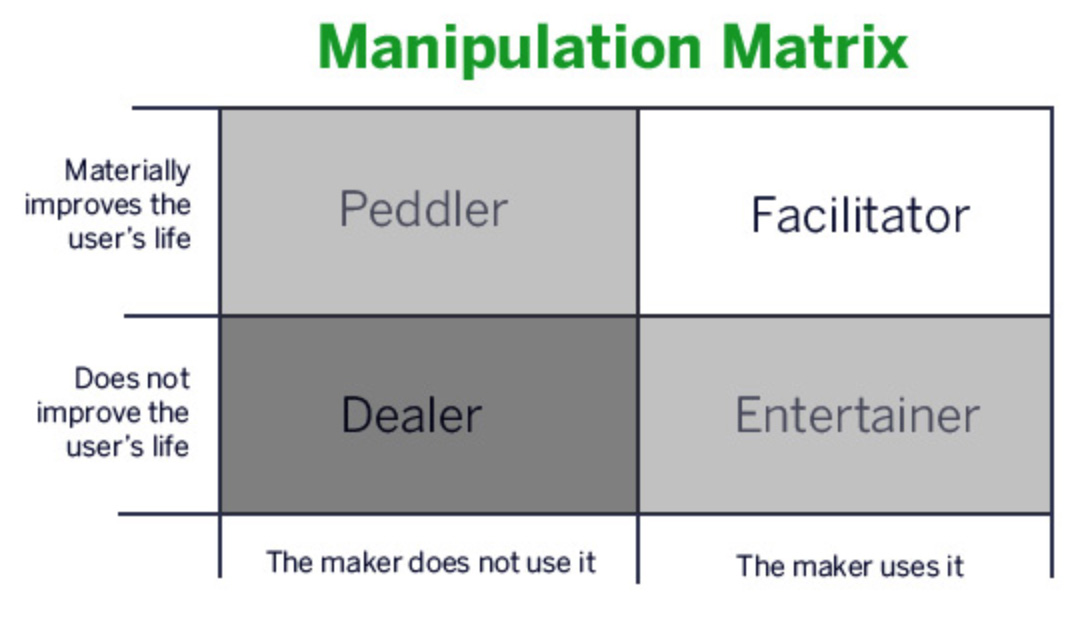 Manipulation Matrix
Materially
improves the
user’s life
Peddler
Facilitator
Does not
improve the
user’s life
Dealer
Entertainer
The maker does not use it
The maker uses it